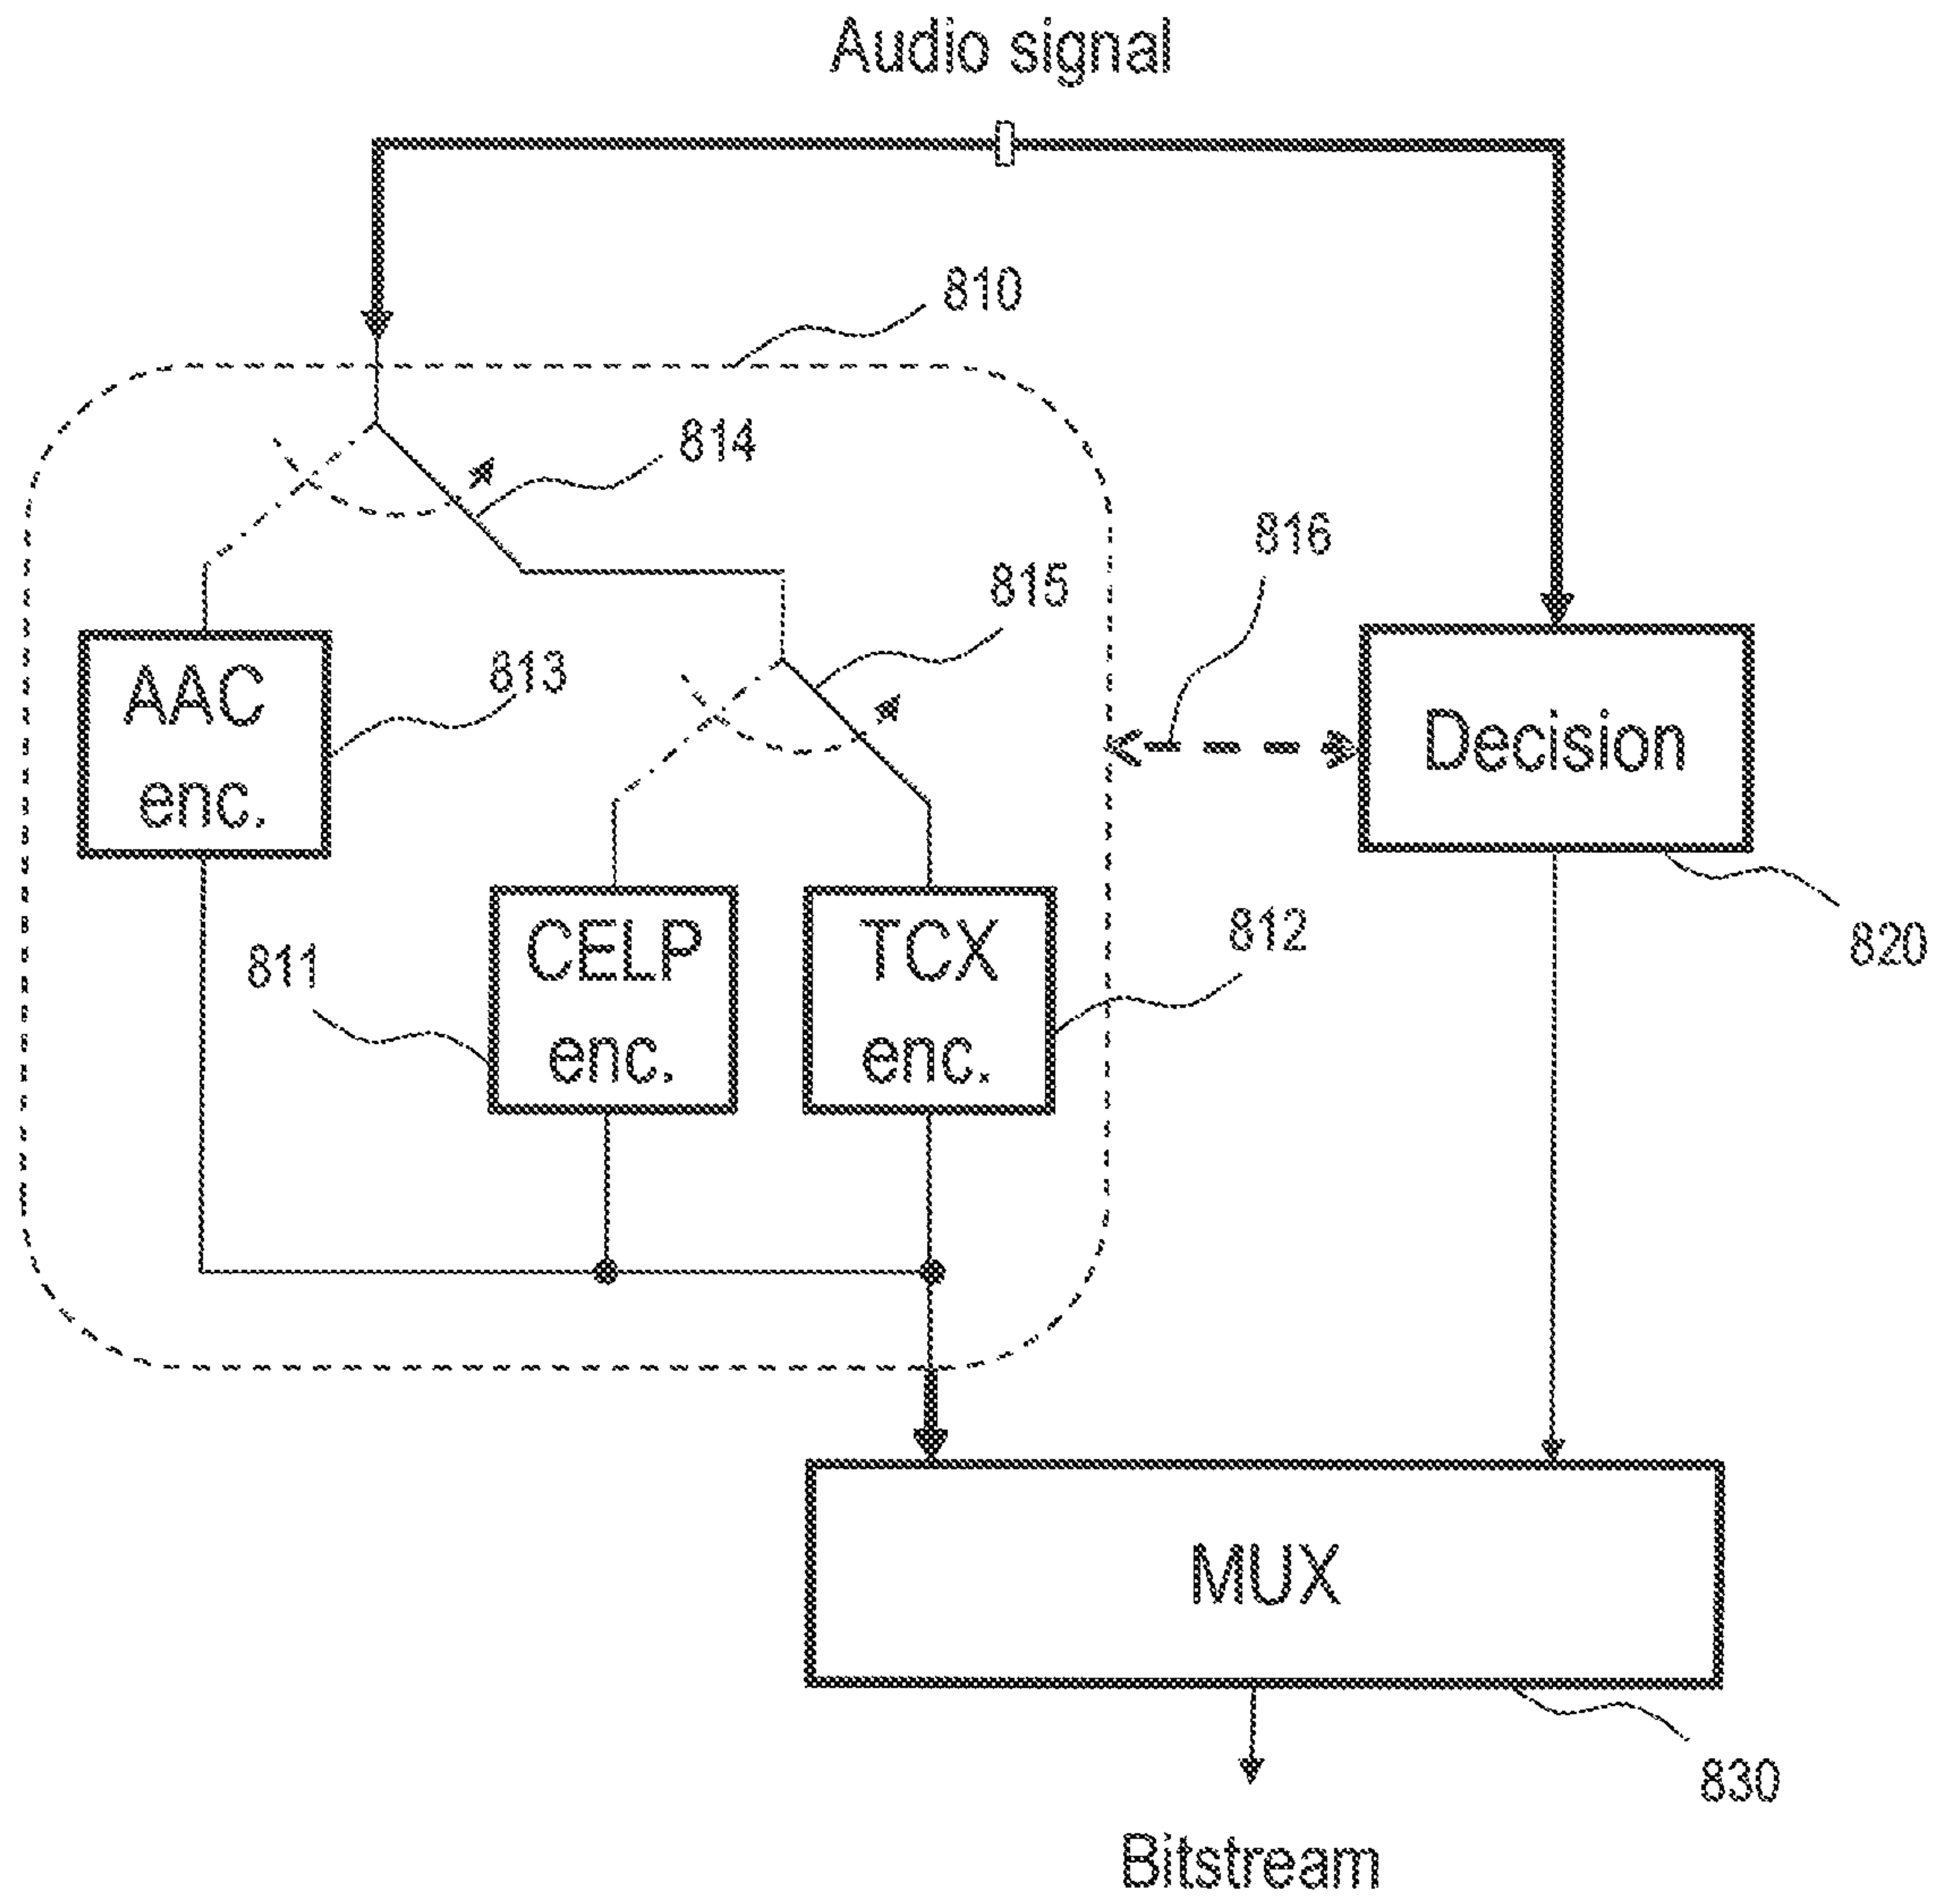 Audio signal
810
814
816
815
AAC
enc.
813
Decision
CELP
enc.
TCX
enc.
811
812
820
MUX
830
Bitstream